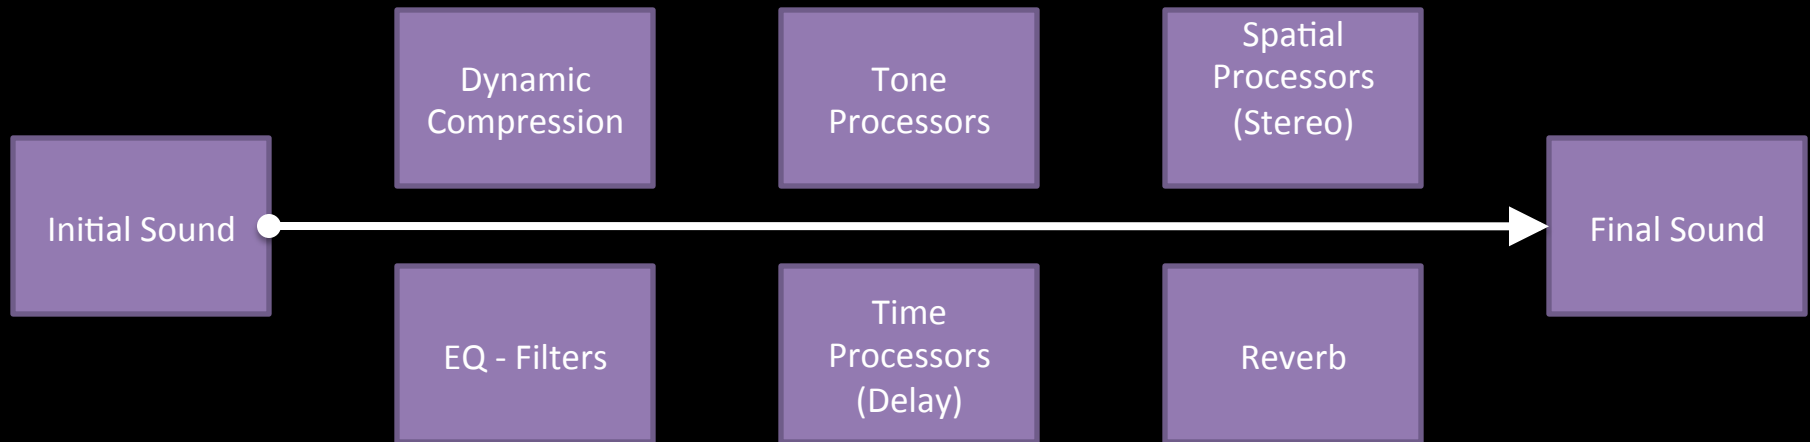 Initial Sound
Dynamic
Compression
EQ - Filters
Tone
Processors
Time
Processors
(Delay)
Spatial
Processors
(Stereo)
Reverb
Final Sound